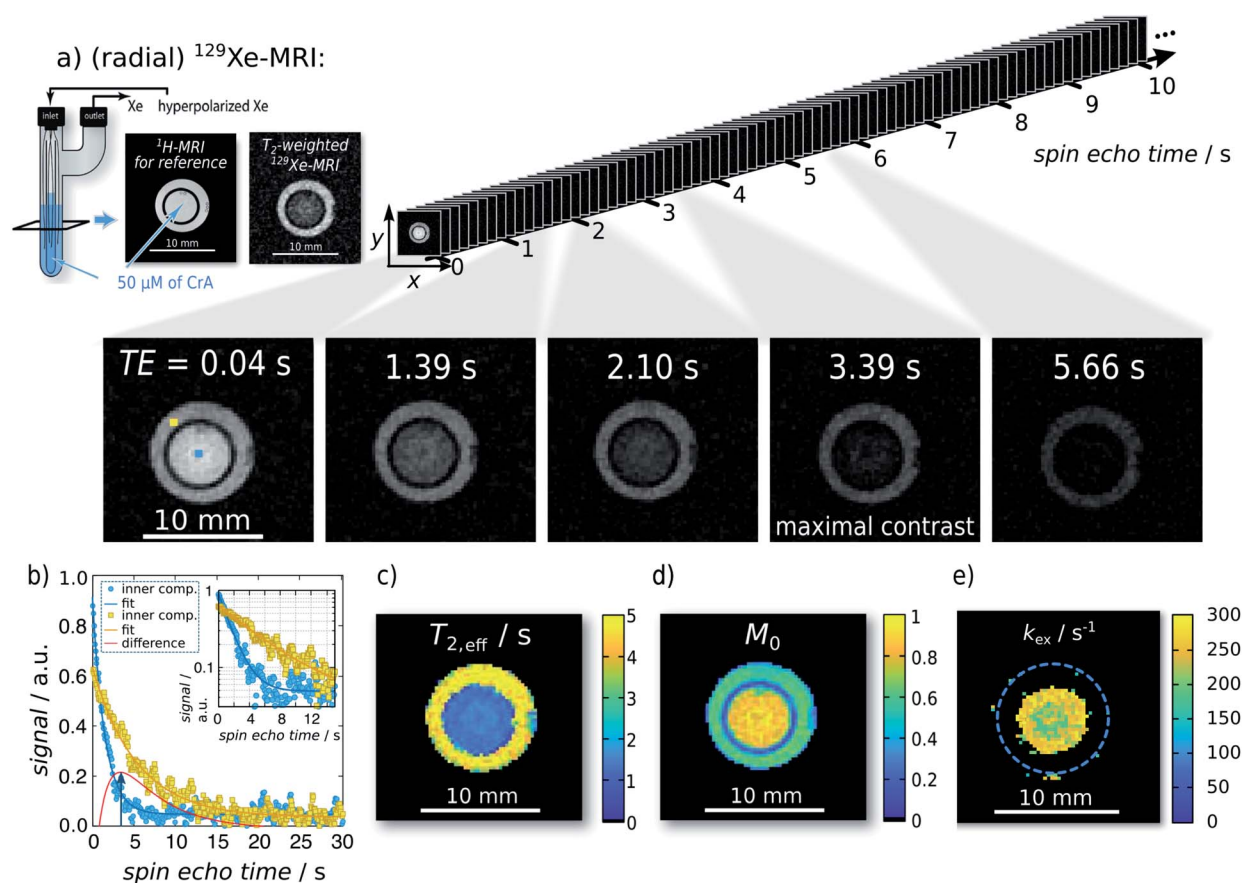 a) (radial) ¹²⁹Xe-MRI:
Xe hyperpolarized Xe
inlet outlet
¹H-MRI
for reference
10 mm
T₂-weighted
¹²⁹Xe-MRI
10 mm
50 µM of CrA
y
x
0 1 2 3 4 5 6 7 8 9 10 ...
spin echo time / s
TE = 0.04 s
10 mm
1.39 s
2.10 s
3.39 s
maximal contrast
5.66 s
b)
1.0
0.8
0.6
0.4
0.2
0.0
signal / a.u.
0 5 10 15 20 25 30
spin echo time / s
inner comp.
fit
inner comp.
fit
difference
1
0.1
signal /
a.u.
0 4 8 12
spin echo time / s
c)
T₂,eff / s
10 mm
5
4
3
2
1
0
d)
M₀
10 mm
1
0.8
0.6
0.4
0.2
0
e)
kₑₓ / s⁻¹
10 mm
300
250
200
150
100
50
0